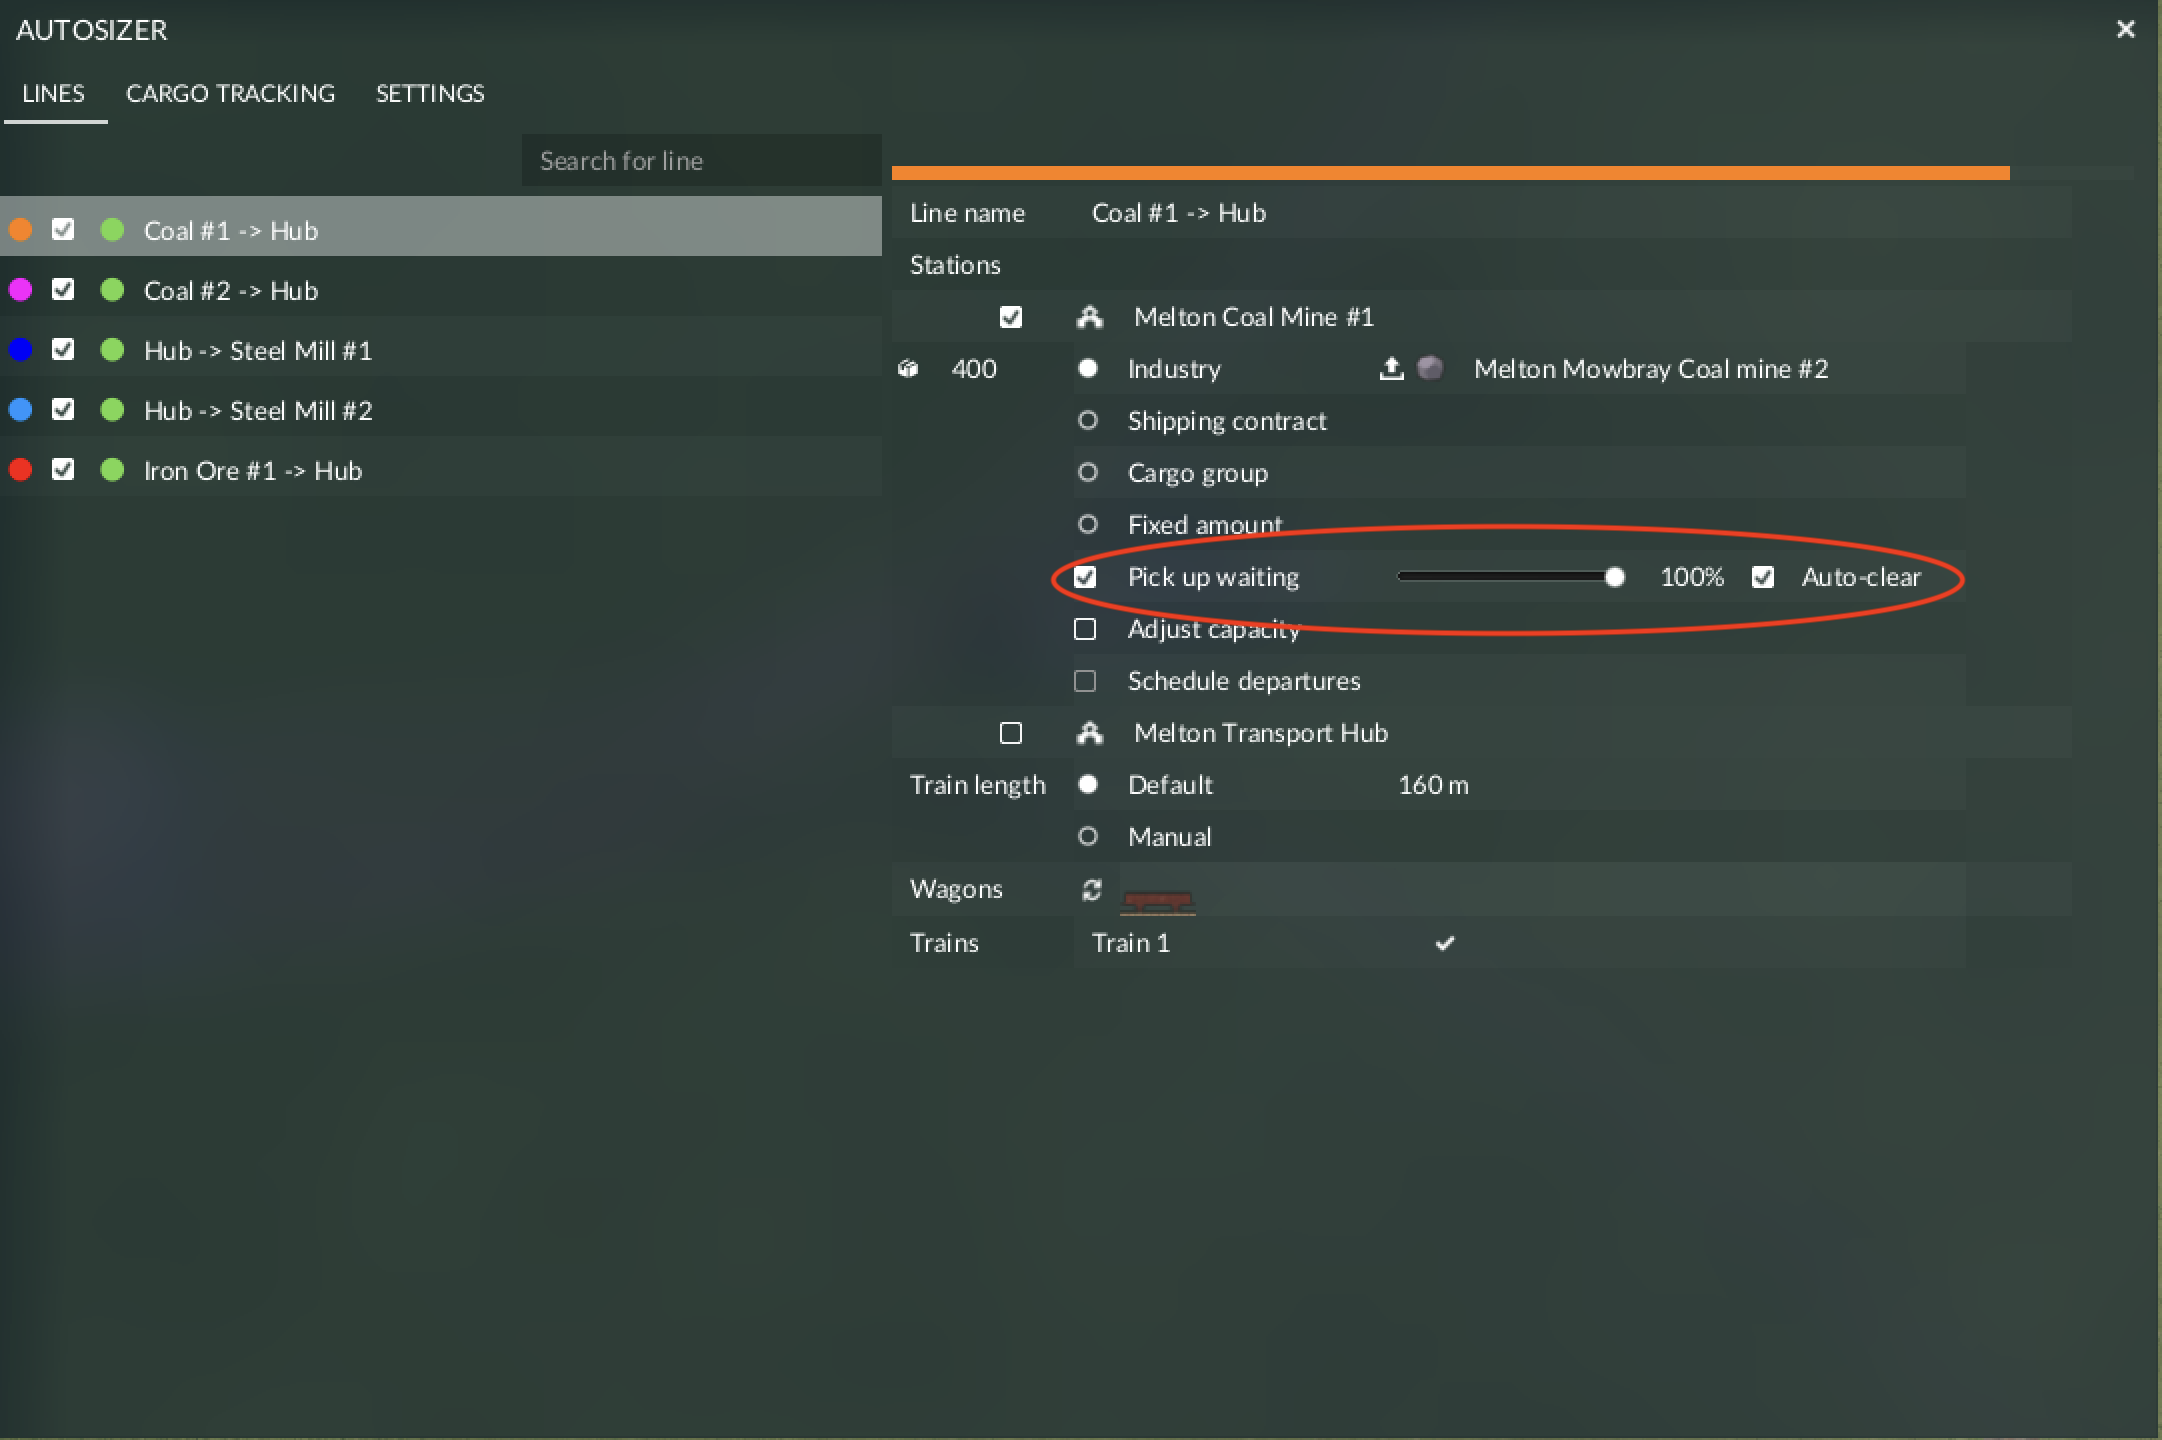 AUTOSIZER
LINES CARGO TRACKING SETTINGS
Search for line
Coal #1 -> Hub
Coal #2 -> Hub
Hub -> Steel Mill #1
Hub -> Steel Mill #2
Iron Ore #1 -> Hub
Line name Coal #1 -> Hub
Stations
Melton Coal Mine #1
400 Industry Melton Mowbray Coal mine #2
Shipping contract
Cargo group
Fixed amount
Pick up waiting 100% Auto-clear
Adjust capacity
Schedule departures
Melton Transport Hub
Train length Default 160 m
Manual
Wagons
Trains Train 1